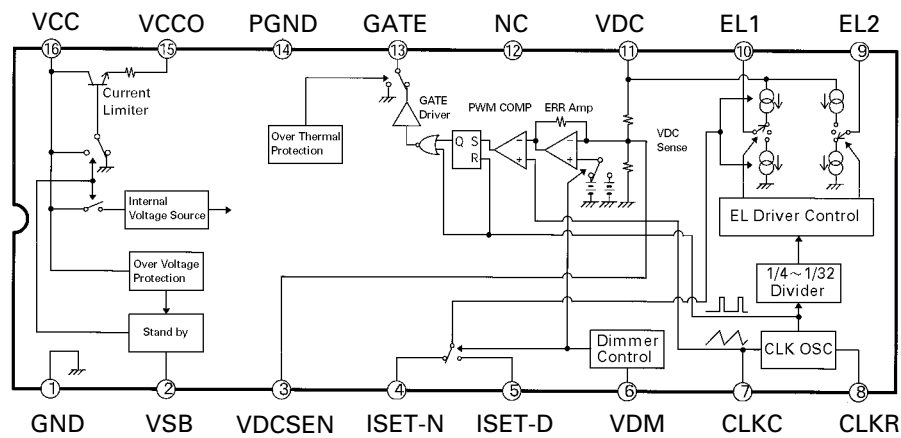 VCC VCCO PGND GATE NC VDC EL1 EL2
16 15 14 13 12 11 10 9
Current
Limiter
GATE
Driver
PWM COMP
ERR Amp
Over Thermal
Protection
Q S
R
VDC
Sense
Internal
Voltage Source
EL Driver Control
Over Voltage
Protection
1/4～1/32
Divider
Stand by
Dimmer
Control
CLK OSC
1 2 3 4 5 6 7 8
GND VSB VDCSEN ISET-N ISET-D VDM CLKC CLKR